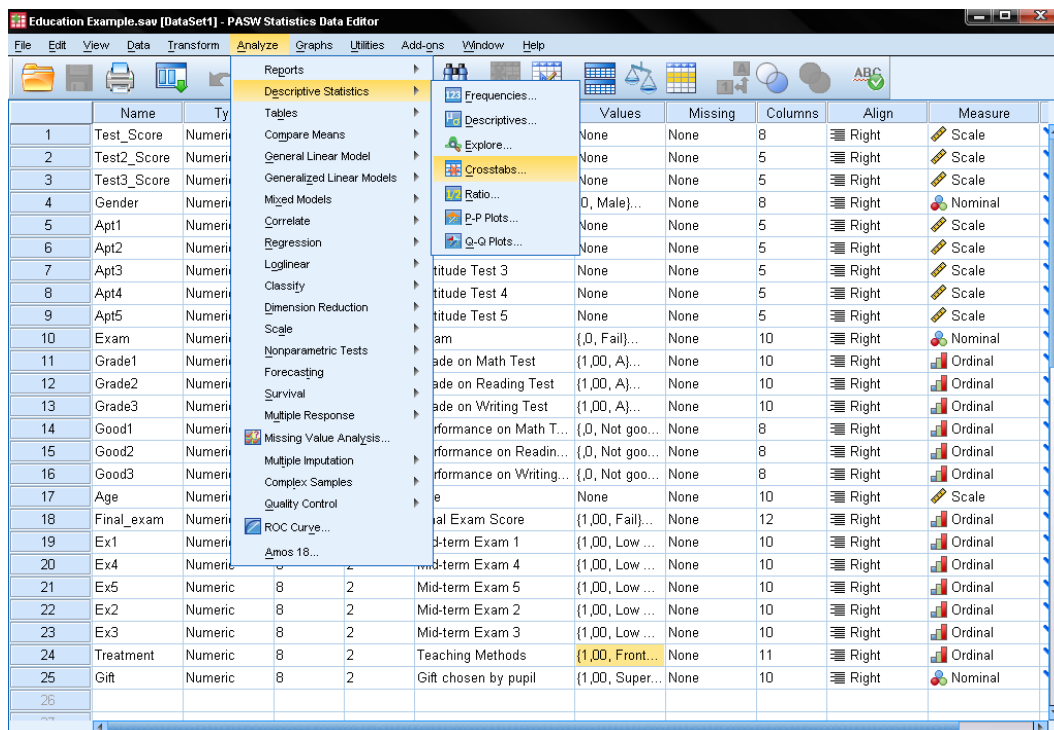 Education Example.sav [DataSet1] - PASW Statistics Data Editor
File Edit View Data Transform Analyze Graphs Utilities Add-ons Window Help
Reports
Descriptive Statistics
Tables
Compare Means
General Linear Model
Generalized Linear Models
Mixed Models
Correlate
Regression
Loglinear
Classify
Dimension Reduction
Scale
Nonparametric Tests
Forecasting
Survival
Multiple Response
Missing Value Analysis...
Multiple Imputation
Complex Samples
Quality Control
ROC Curve...
Amos 18...
123 Frequencies...
Descriptives...
Explore...
Crosstabs...
1/2 Ratio...
P-P Plots...
Q-Q Plots...
ABC
Name Ty Values Missing Columns Align Measure
1 Test_Score Numeri None None 8 Right Scale
2 Test2_Score Numeri None None 5 Right Scale
3 Test3_Score Numeri None None 5 Right Scale
4 Gender Numeri 0, Male}... None 8 Right Nominal
5 Apt1 Numeri None None 5 Right Scale
6 Apt2 Numeri None None 5 Right Scale
7 Apt3 Numeri titude Test 3 None None 5 Right Scale
8 Apt4 Numeri titude Test 4 None None 5 Right Scale
9 Apt5 Numeri titude Test 5 None None 5 Right Scale
10 Exam Numeri am {,0, Fail}... None 10 Right Nominal
11 Grade1 Numeri ade on Math Test {1,00, A}... None 10 Right Ordinal
12 Grade2 Numeri ade on Reading Test {1,00, A}... None 10 Right Ordinal
13 Grade3 Numeri ade on Writing Test {1,00, A}... None 10 Right Ordinal
14 Good1 Numeri rformance on Math T... {,0, Not goo... None 8 Right Ordinal
15 Good2 Numeri rformance on Readin... {,0, Not goo... None 8 Right Ordinal
16 Good3 Numeri rformance on Writing... {,0, Not goo... None 8 Right Ordinal
17 Age Numeri e None None 10 Right Scale
18 Final_exam Numeri al Exam Score {1,00, Fail}... None 12 Right Ordinal
19 Ex1 Numeri d-term Exam 1 {1,00, Low ... None 10 Right Ordinal
20 Ex4 Numeric 8 2 Mid-term Exam 4 {1,00, Low ... None 10 Right Ordinal
21 Ex5 Numeric 8 2 Mid-term Exam 5 {1,00, Low ... None 10 Right Ordinal
22 Ex2 Numeric 8 2 Mid-term Exam 2 {1,00, Low ... None 10 Right Ordinal
23 Ex3 Numeric 8 2 Mid-term Exam 3 {1,00, Low ... None 10 Right Ordinal
24 Treatment Numeric 8 2 Teaching Methods {1,00, Front... None 11 Right Ordinal
25 Gift Numeric 8 2 Gift chosen by pupil {1,00, Super... None 10 Right Nominal
26